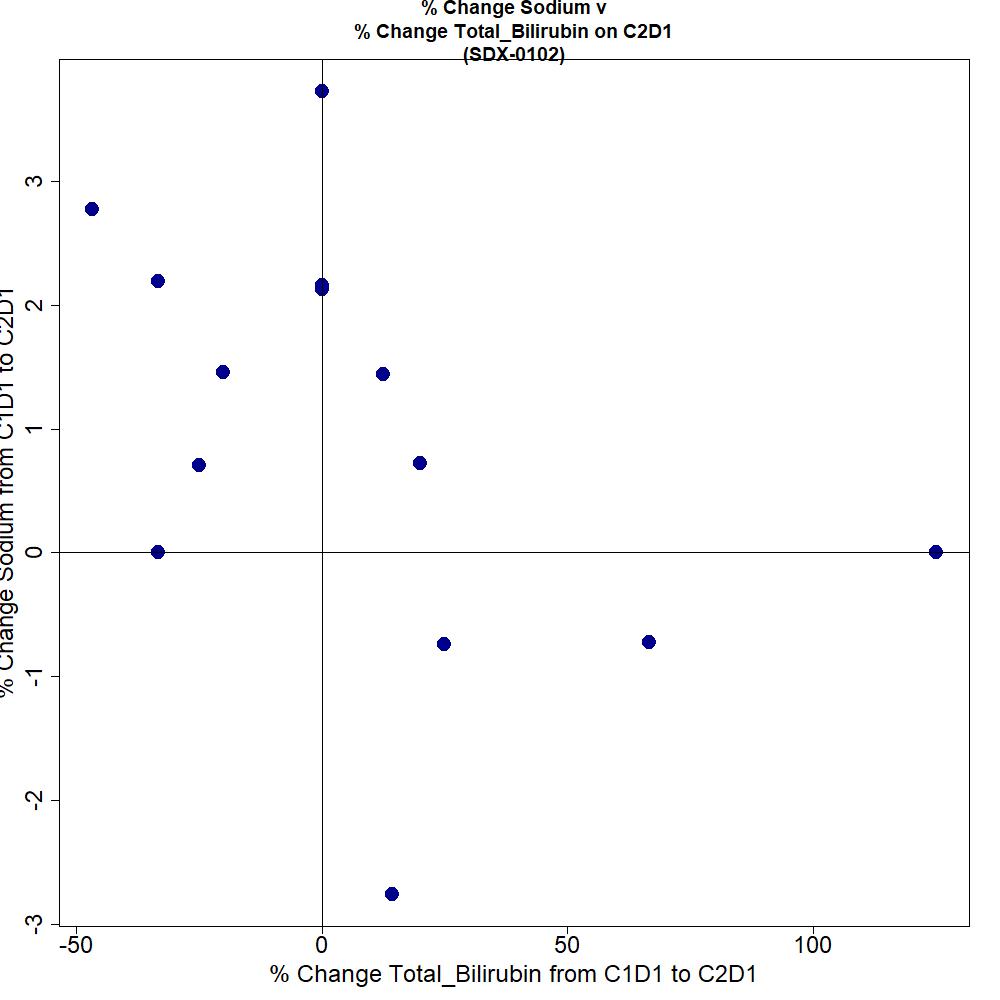 % Change Sodium v
% Change Total_Bilirubin on C2D1
(SDX-0102)
% Change Sodium from C1D1 to C2D1
3
2
1
0
-1
-2
-3
-50
0
50
100
% Change Total_Bilirubin from C1D1 to C2D1